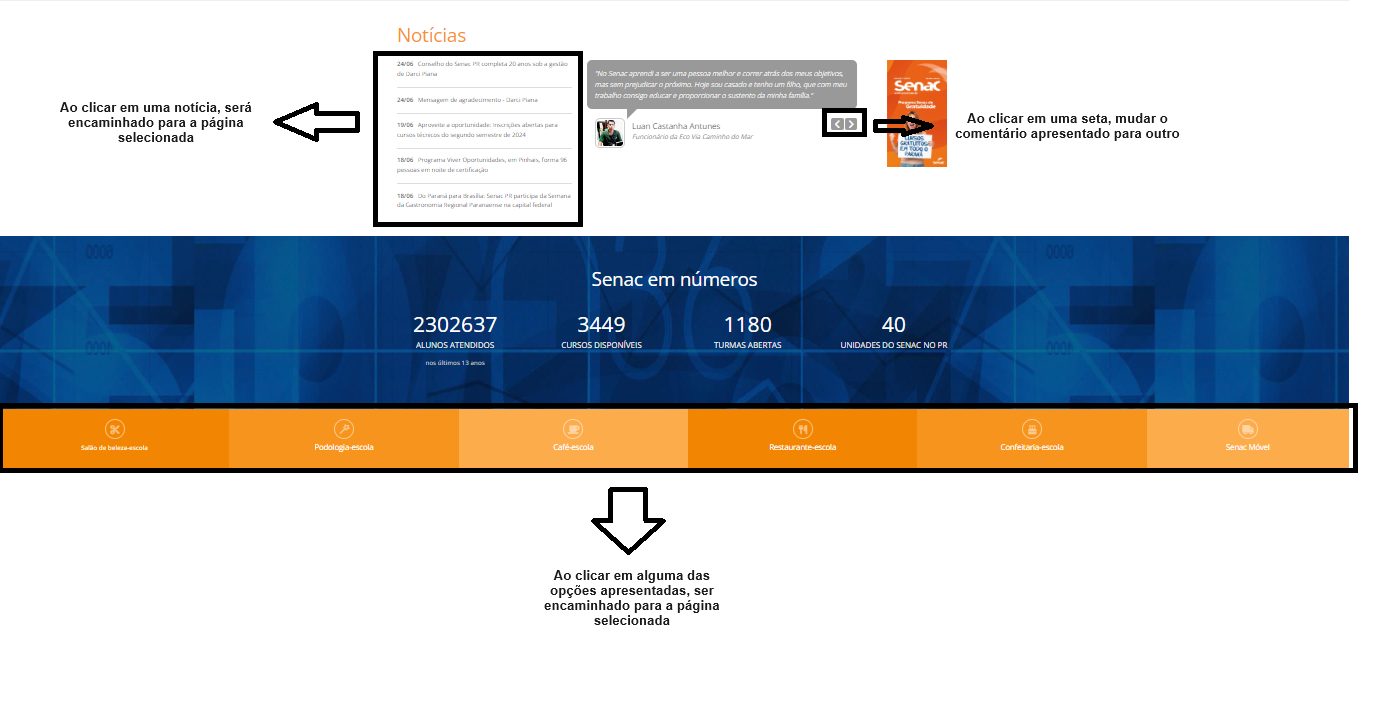 Notícias
24/06 Conselho do Senac PR completa 20 anos sob a gestão
de Darci Piana
24/06 Mensagem de agradecimento - Darci Piana
19/06 Aproveite a oportunidade: inscrições abertas para
cursos técnicos do segundo semestre de 2024
18/06 Programa Viver Oportunidades, em Pinhais, forma 96
pessoas em noite de certificação
18/06 Do Paraná para Brasília: Senac PR participa da Semana
da Gastronomia Regional Paranaense na capital federal
Ao clicar em uma notícia, será
encaminhado para a página
selecionada
"No Senac aprendi a ser uma pessoa melhor e correr atrás dos meus objetivos,
mas sem prejudicar o próximo. Hoje sou casado e tenho um filho, que com meu
trabalho consigo educar e proporcionar o sustento da minha família."
Luan Castanha Antunes
Funcionário da Eco Via Caminho do Mar
Senac
Programa Senac de
Gratuidade
CURSOS
GRATUITOS
EM TODO O
PARANÁ
Ao clicar em uma seta, mudar o
comentário apresentado para outro
Senac em números
2302637
ALUNOS ATENDIDOS
nos últimos 13 anos
3449
CURSOS DISPONÍVEIS
1180
TURMAS ABERTAS
40
UNIDADES DO SENAC NO PR
Salão de beleza-escola
Podologia-escola
Café-escola
Restaurante-escola
Confeitaria-escola
Senac Móvel
Ao clicar em alguma das
opções apresentadas, ser
encaminhado para a página
selecionada